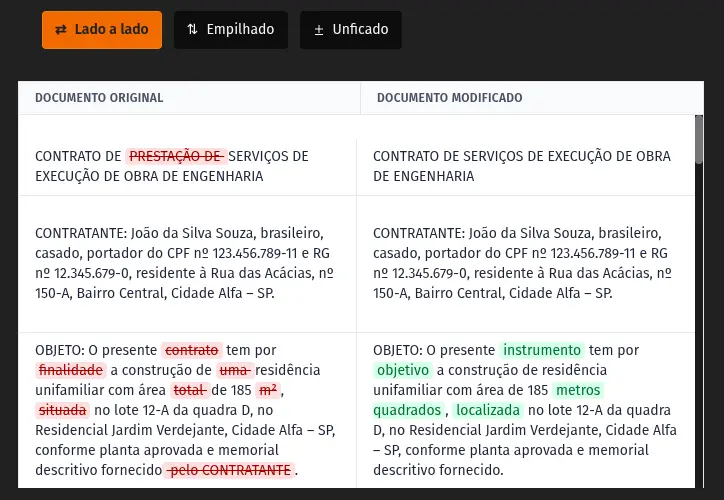 Lado a lado
Empilhado
± Unficado
DOCUMENTO ORIGINAL
DOCUMENTO MODIFICADO
CONTRATO DE PRESTAÇÃO DE SERVIÇOS DE
EXECUÇÃO DE OBRA DE ENGENHARIA
CONTRATO DE SERVIÇOS DE EXECUÇÃO DE OBRA
DE ENGENHARIA
CONTRATANTE: João da Silva Souza, brasileiro,
casado, portador do CPF nº 123.456.789-11 e RG
nº 12.345.679-0, residente à Rua das Acácias, nº
150-A, Bairro Central, Cidade Alfa – SP.
CONTRATANTE: João da Silva Souza, brasileiro,
casado, portador do CPF nº 123.456.789-11 e RG
nº 12.345.679-0, residente à Rua das Acácias, nº
150-A, Bairro Central, Cidade Alfa – SP.
OBJETO: O presente contrato tem por
finalidade a construção de uma residência
unifamiliar com área total de 185 m²,
situada no lote 12-A da quadra D, no
Residencial Jardim Verdejante, Cidade Alfa – SP,
conforme planta aprovada e memorial
descritivo fornecido pelo CONTRATANTE.
OBJETO: O presente instrumento tem por
objetivo a construção de residência
unifamiliar com área de 185 metros
quadrados, localizada no lote 12-A da quadra
D, no Residencial Jardim Verdejante, Cidade Alfa
– SP, conforme planta aprovada e memorial
descritivo fornecido.